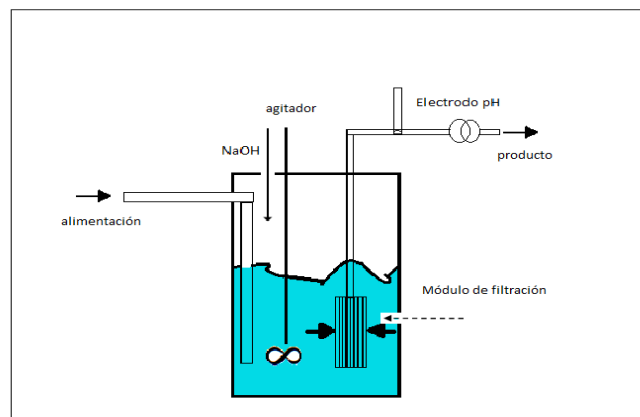 Electrodo pH
agitador
NaOH
producto
alimentación
Módulo de filtración